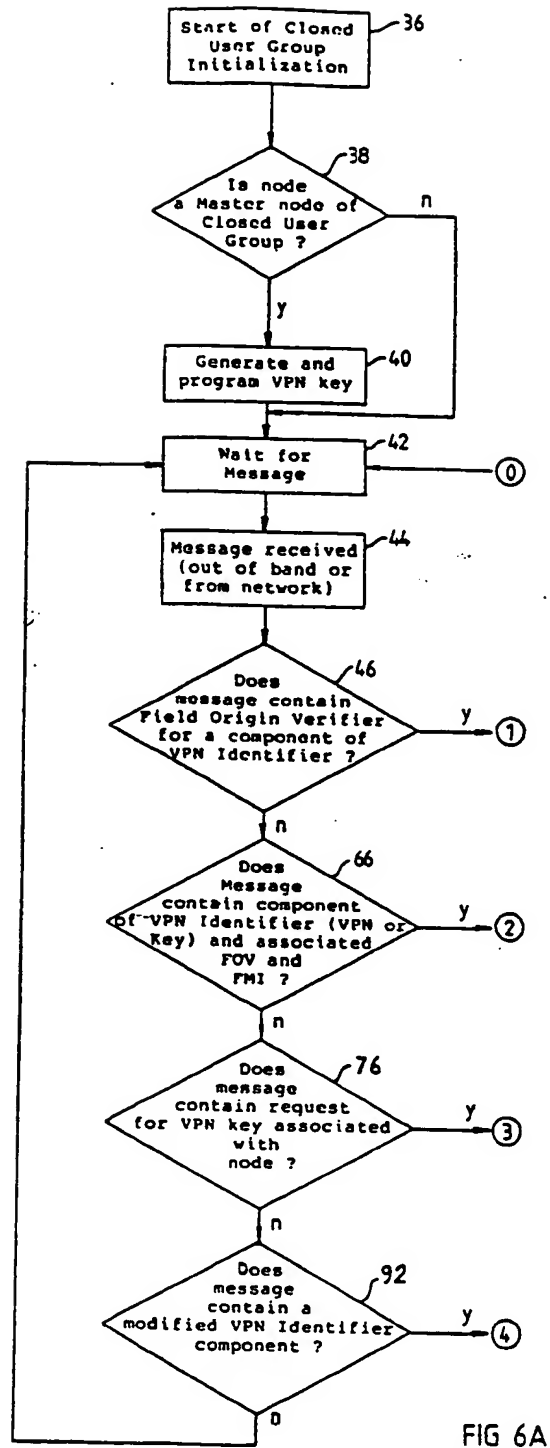 Start of Closed
User Group
Initialization
36
38
Is node
a Master node of
Closed User
Group ?
n
y
Generate and
program VPN key
40
42
Wait for
Message
0
44
Message received
(out of band or
from network)
46
Does
message contain
Field Origin Verifier
for a component of
VPN Identifier ?
y
1
n
66
Does
Message
contain component
of VPN Identifier (VPN or
Key) and associated
FOV and
FMI ?
y
2
n
76
Does
message
contain request
for VPN key associated
with
node ?
y
3
n
92
Does
message
contain a
modified VPN Identifier
component ?
y
4
n
FIG 6A